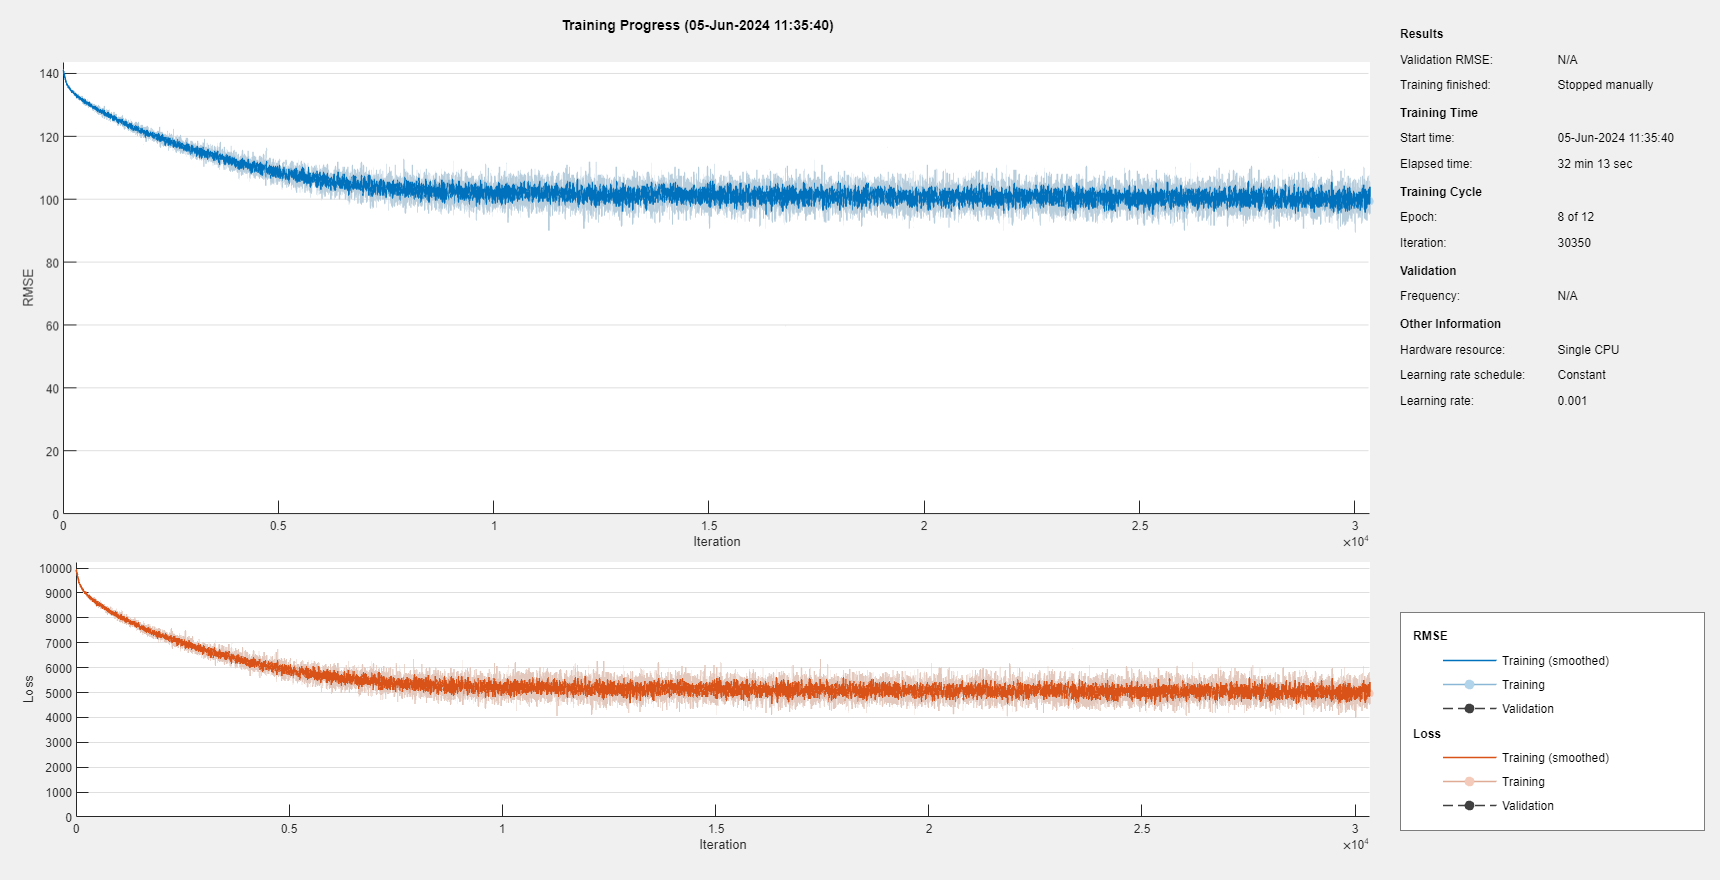 Training Progress (05-Jun-2024 11:35:40)
140
120
100
80
60
40
20
0
RMSE
0 0.5 1 1.5 2 2.5 3
Iteration
×10⁴
10000
9000
8000
7000
6000
5000
4000
3000
2000
1000
0
Loss
0 0.5 1 1.5 2 2.5 3
Iteration
×10⁴
Results
Validation RMSE: N/A
Training finished: Stopped manually
Training Time
Start time: 05-Jun-2024 11:35:40
Elapsed time: 32 min 13 sec
Training Cycle
Epoch: 8 of 12
Iteration: 30350
Validation
Frequency: N/A
Other Information
Hardware resource: Single CPU
Learning rate schedule: Constant
Learning rate: 0.001
RMSE
Training (smoothed)
Training
Validation
Loss
Training (smoothed)
Training
Validation